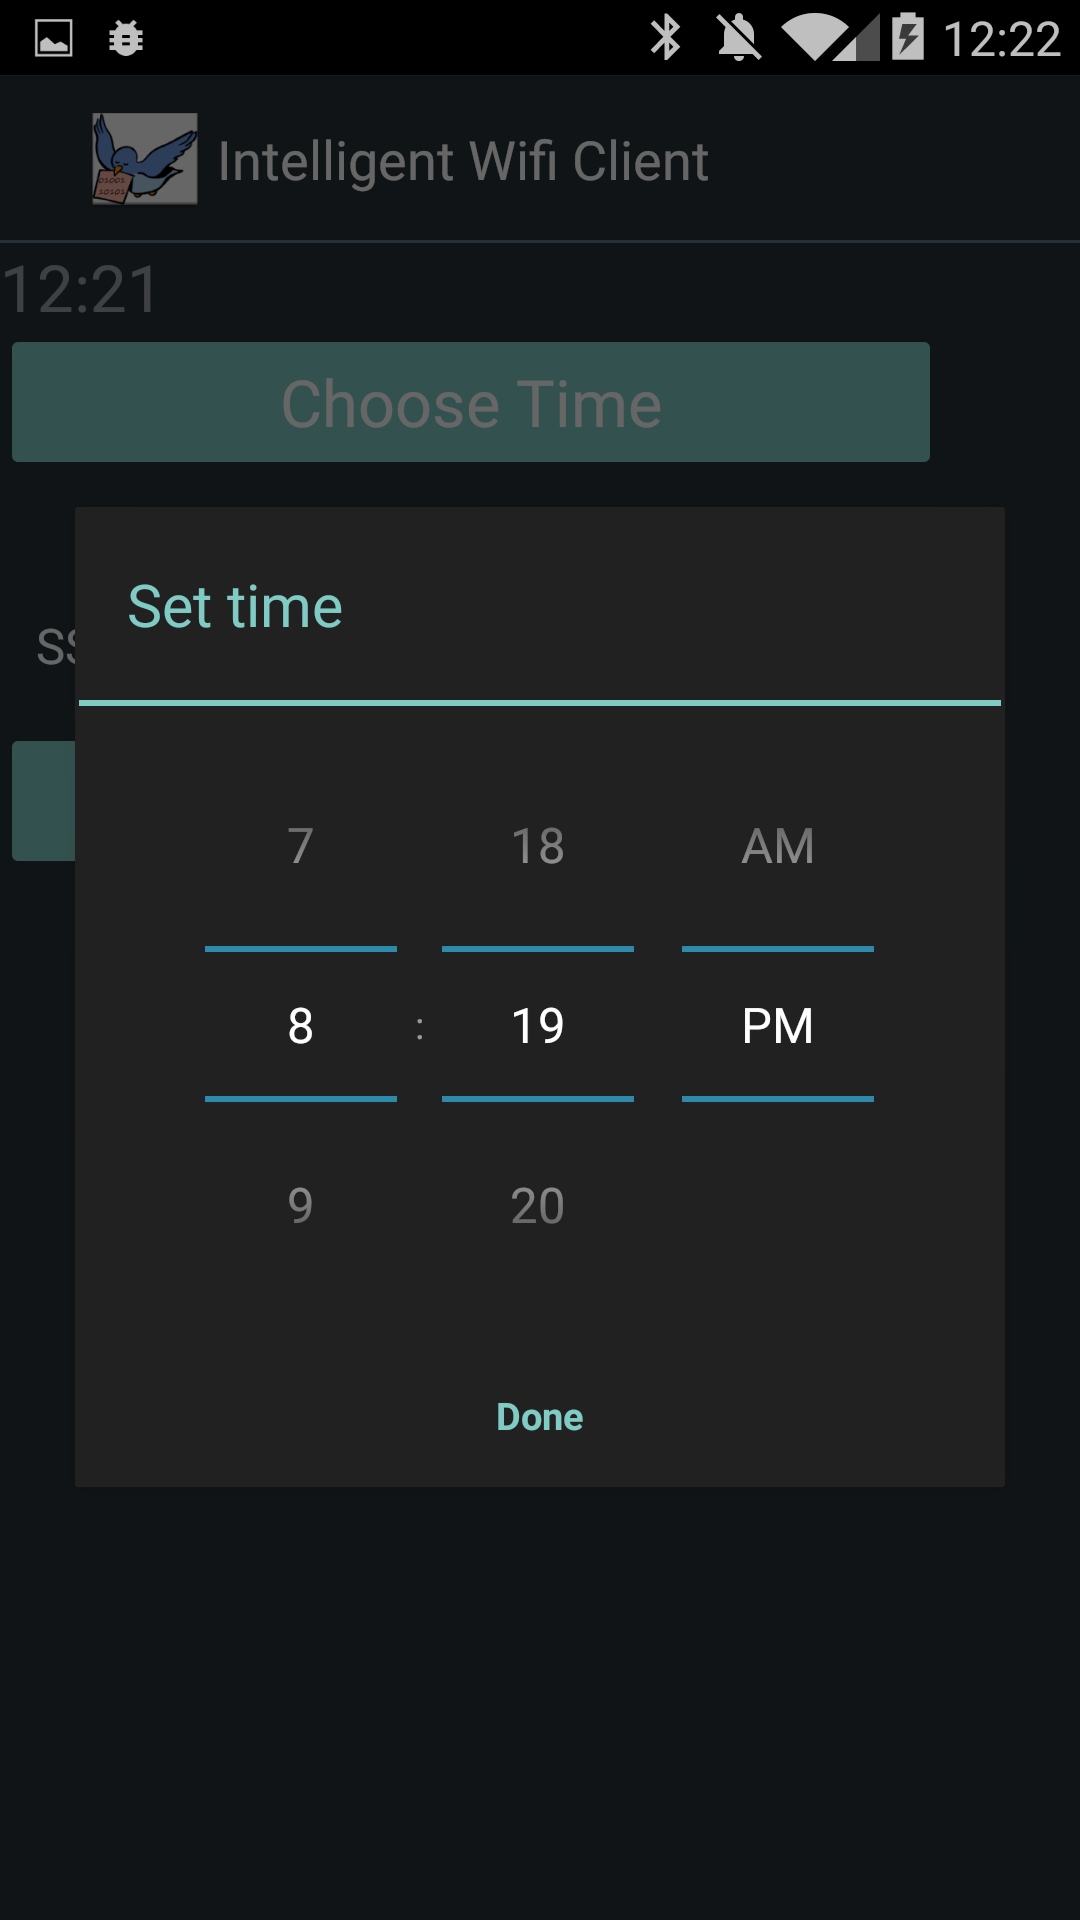 12:22
Intelligent Wifi Client
12:21
Choose Time
Set time
7 18 AM
8 : 19 PM
9 20
Done